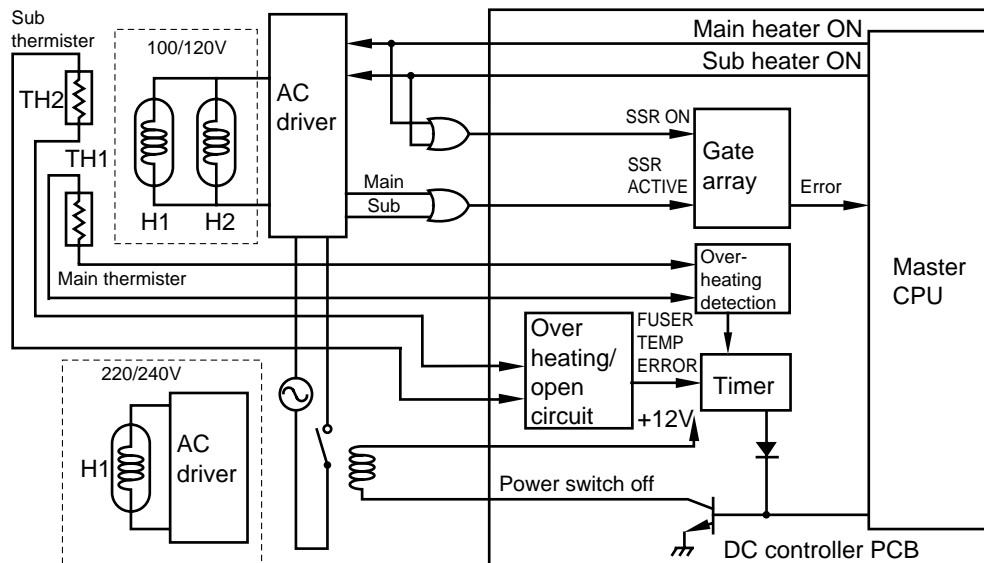 Sub
thermister
100/120V
Main heater ON
Sub heater ON
TH2
AC
driver
SSR ON
Gate
array
TH1
SSR
ACTIVE
Main
Sub
Error
H1
H2
Main thermister
Over-
heating
detection
Master
CPU
Over
heating/
open
circuit
FUSER
TEMP
ERROR
Timer
+12V
220/240V
H1
AC
driver
Power switch off
DC controller PCB